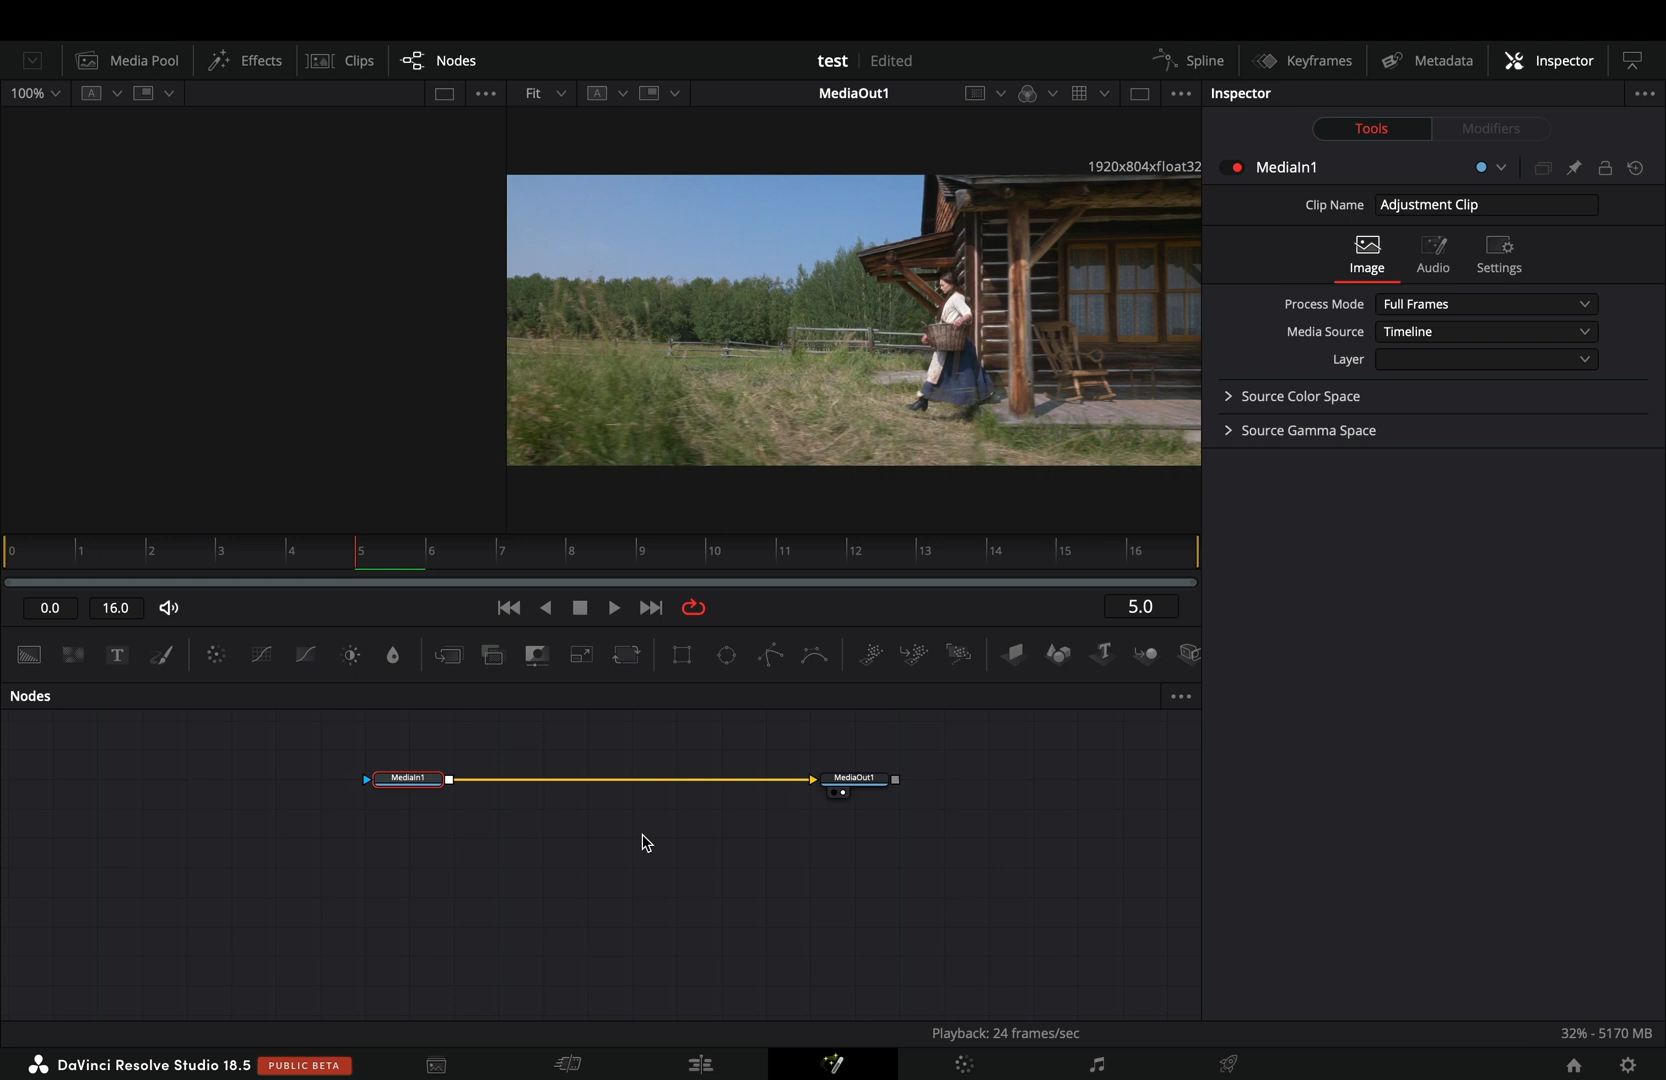 Media Pool Effects Clips Nodes test Edited Spline Keyframes Metadata Inspector
100% A Fit A MediaOut1 Inspector
Tools Modifiers
1920x804xfloat32
MediaIn1
Clip Name Adjustment Clip
Image Audio Settings
Process Mode Full Frames
Media Source Timeline
Layer
Source Color Space
Source Gamma Space
0 1 2 3 4 5 6 7 8 9 10 11 12 13 14 15 16
0.0 16.0 5.0
T T
Nodes
MediaIn1 MediaOut1
Playback: 24 frames/sec 32% - 5170 MB
DaVinci Resolve Studio 18.5 PUBLIC BETA